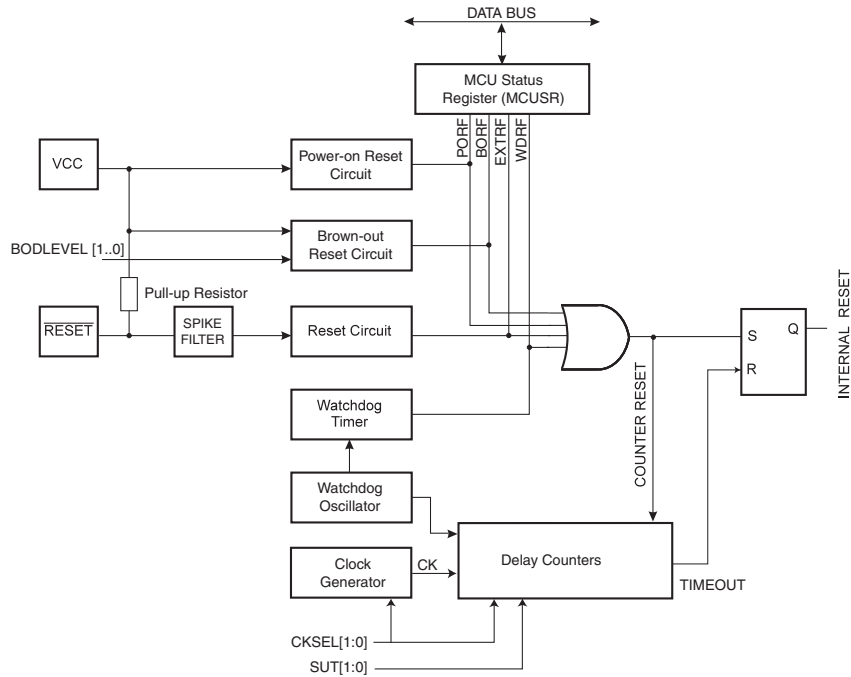 DATA BUS
MCU Status
Register (MCUSR)
PORF
BORF
EXTRF
WDRF
VCC
Power-on Reset
Circuit
Brown-out
Reset Circuit
BODLEVEL [1..0]
Pull-up Resistor
RESET
SPIKE
FILTER
Reset Circuit
S
Q
R
INTERNAL RESET
Watchdog
Timer
COUNTER RESET
Watchdog
Oscillator
Clock
Generator
CK
Delay Counters
TIMEOUT
CKSEL[1:0]
SUT[1:0]